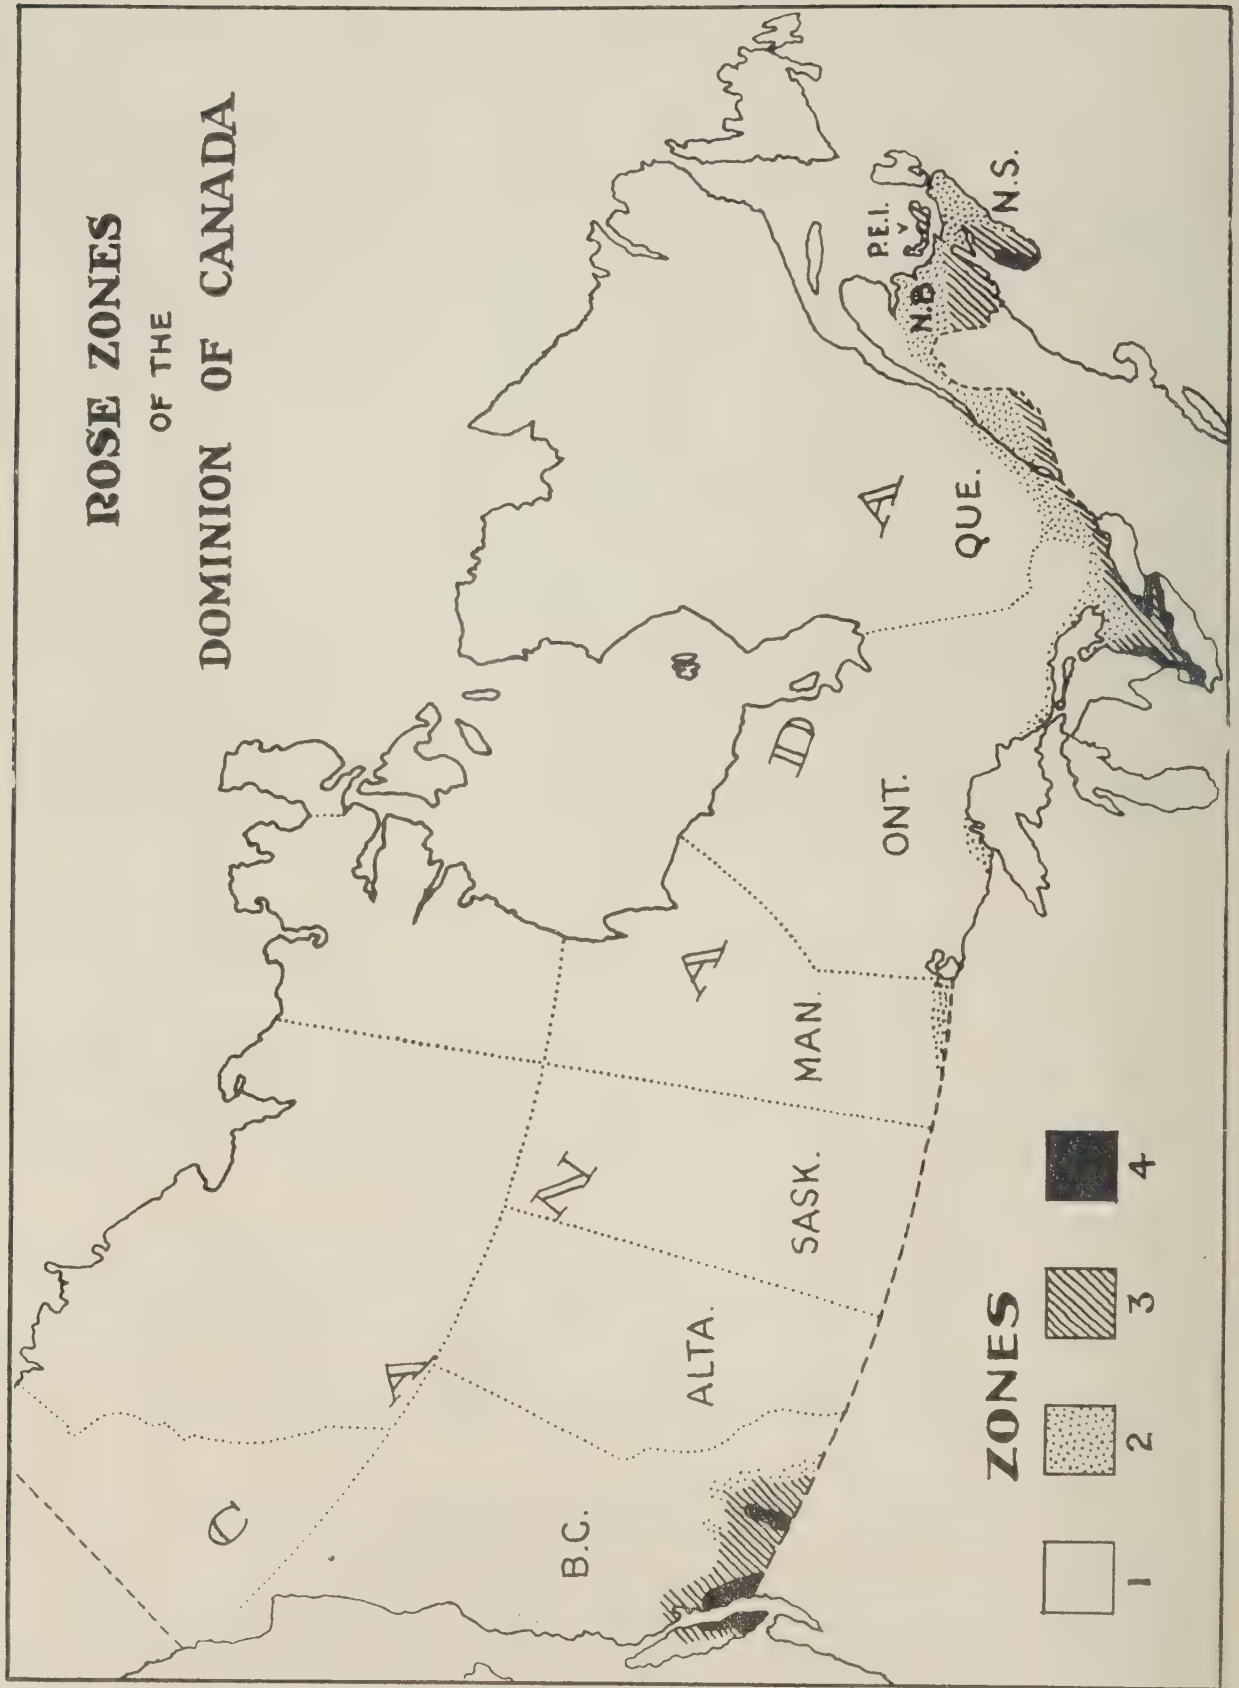 ROSE ZONES
OF THE
DOMINION OF CANADA
C A N A D A
B.C.
ALTA.
SASK.
MAN.
ONT.
QUE.
N.B
P.E.I.
N.S.
ZONES
1 2 3 4